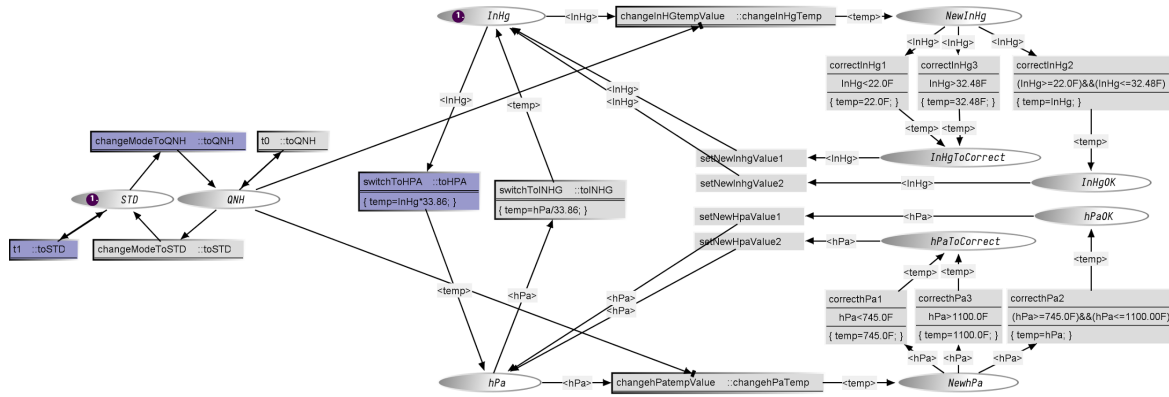 1 InHg
<InHg>
changeInHGtempValue ::changeInHgTemp
<temp>
NewInHg
<InHg>
<InHg>
<InHg>
correctInHg1
InHg<22.0F
{ temp=22.0F; }
correctInHg3
InHg>32.48F
{ temp=32.48F; }
correctInHg2
(InHg>=22.0F)&&(InHg<=32.48F)
{ temp=InHg; }
<InHg>
<InHg>
<InHg>
<temp>
<temp>
<temp>
<temp>
changeModeToQNH ::toQNH
t0 ::toQNH
setNewInhgValue1
<InHg>
InHgToCorrect
switchToHPA ::toHPA
{ temp=InHg*33.86; }
switchToINHG ::toINHG
{ temp=hPa/33.86; }
setNewInhgValue2
<InHg>
InHgOK
1 STD
QNH
setNewHpaValue1
<hPa>
hPaOK
t1 ::toSTD
changeModeToSTD ::toSTD
setNewHpaValue2
<hPa>
hPaToCorrect
<temp>
<temp>
<temp>
<temp>
<hPa>
<hPa>
<hPa>
correcthPa1
hPa<745.0F
{ temp=745.0F; }
correcthPa3
hPa>1100.0F
{ temp=1100.0F; }
correcthPa2
(hPa>=745.0F)&&(hPa<=1100.00F)
{ temp=hPa; }
<hPa>
<hPa>
<hPa>
hPa
<hPa>
changehPatempValue ::changehPaTemp
<temp>
NewhPa